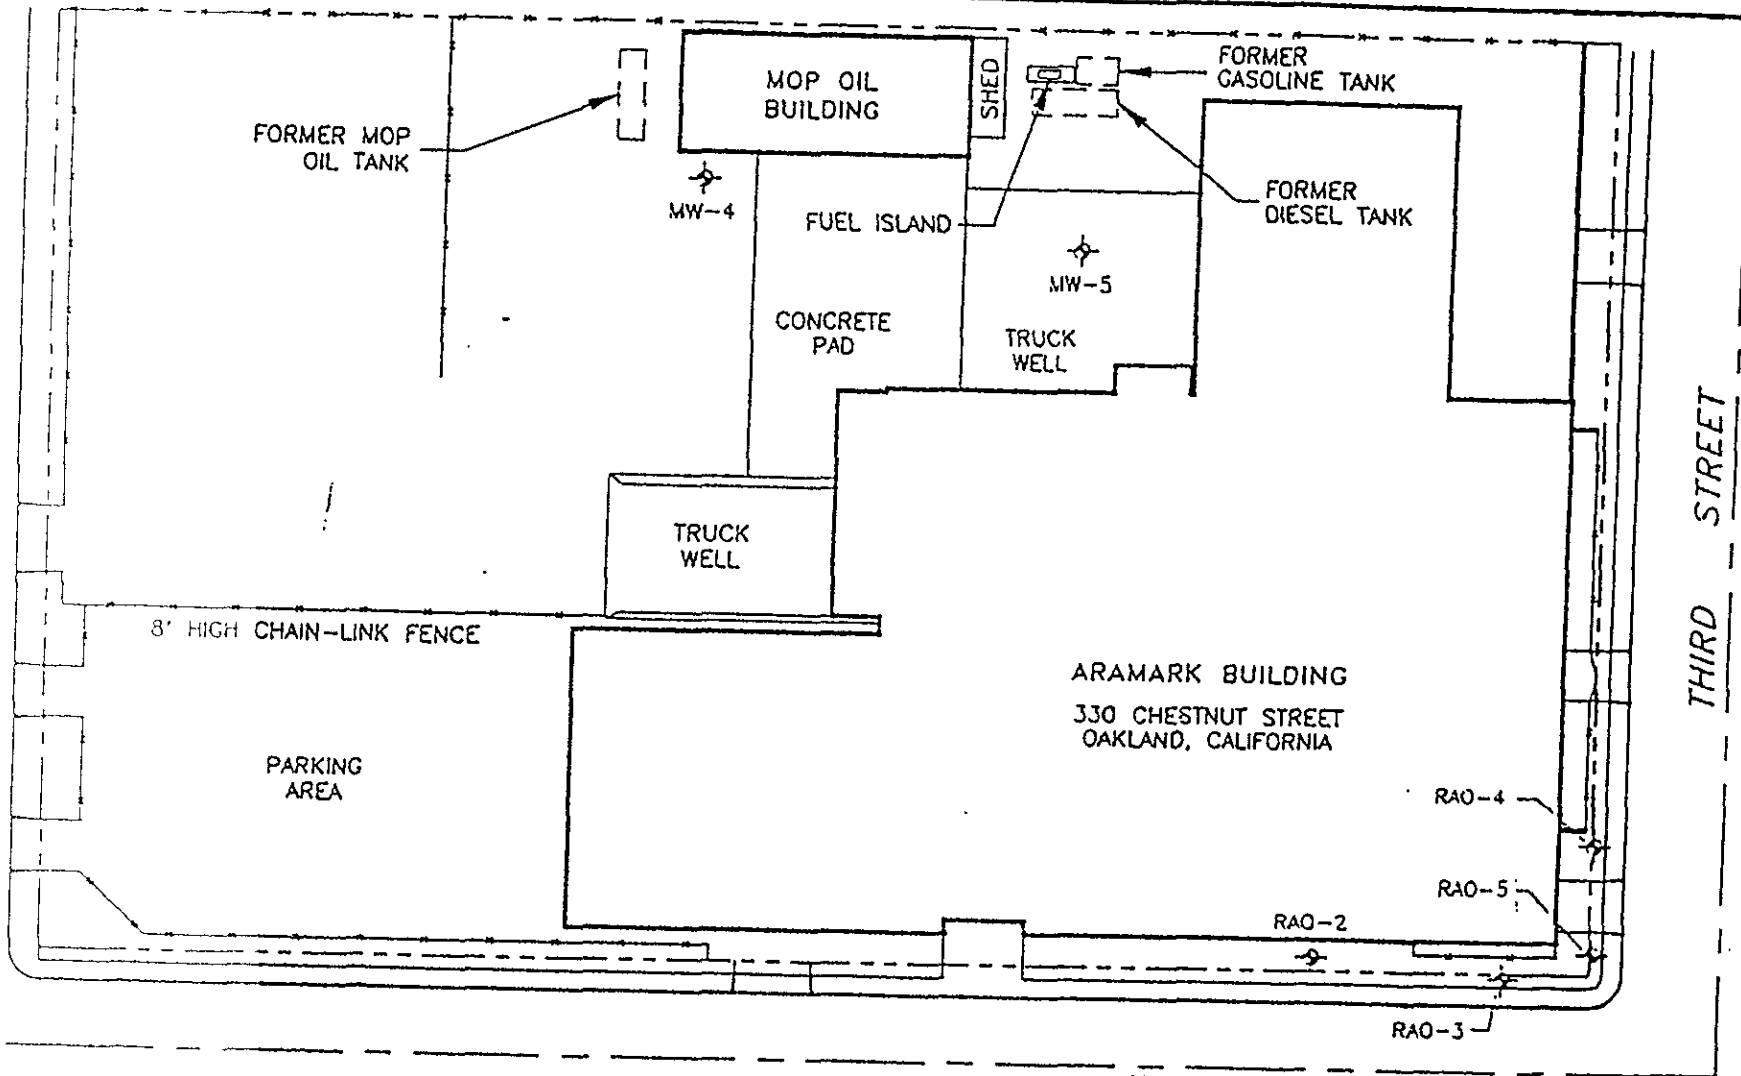 FORMER
GASOLINE TANK
MOP OIL
BUILDING
SHED
FORMER MOP
OIL TANK
FORMER
DIESEL TANK
MW-4
FUEL ISLAND
MW-5
CONCRETE
PAD
TRUCK
WELL
THIRD STREET
TRUCK
WELL
8' HIGH CHAIN-LINK FENCE
ARAMARK BUILDING
330 CHESTNUT STREET
OAKLAND, CALIFORNIA
PARKING
AREA
RAO-4
RAO-5
RAO-2
RAO-3